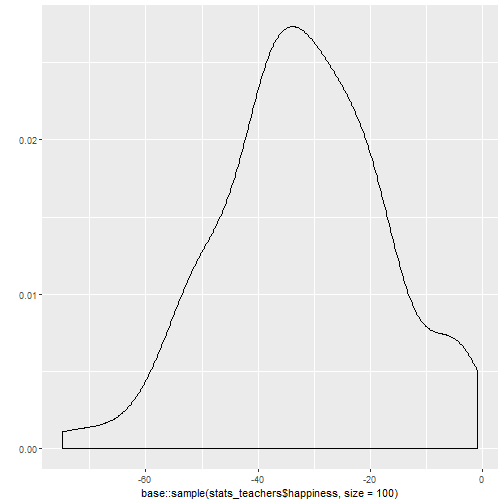 0.02
0.01
0.00
-60 -40 -20 0
base::sample(stats_teachers$happiness, size = 100)